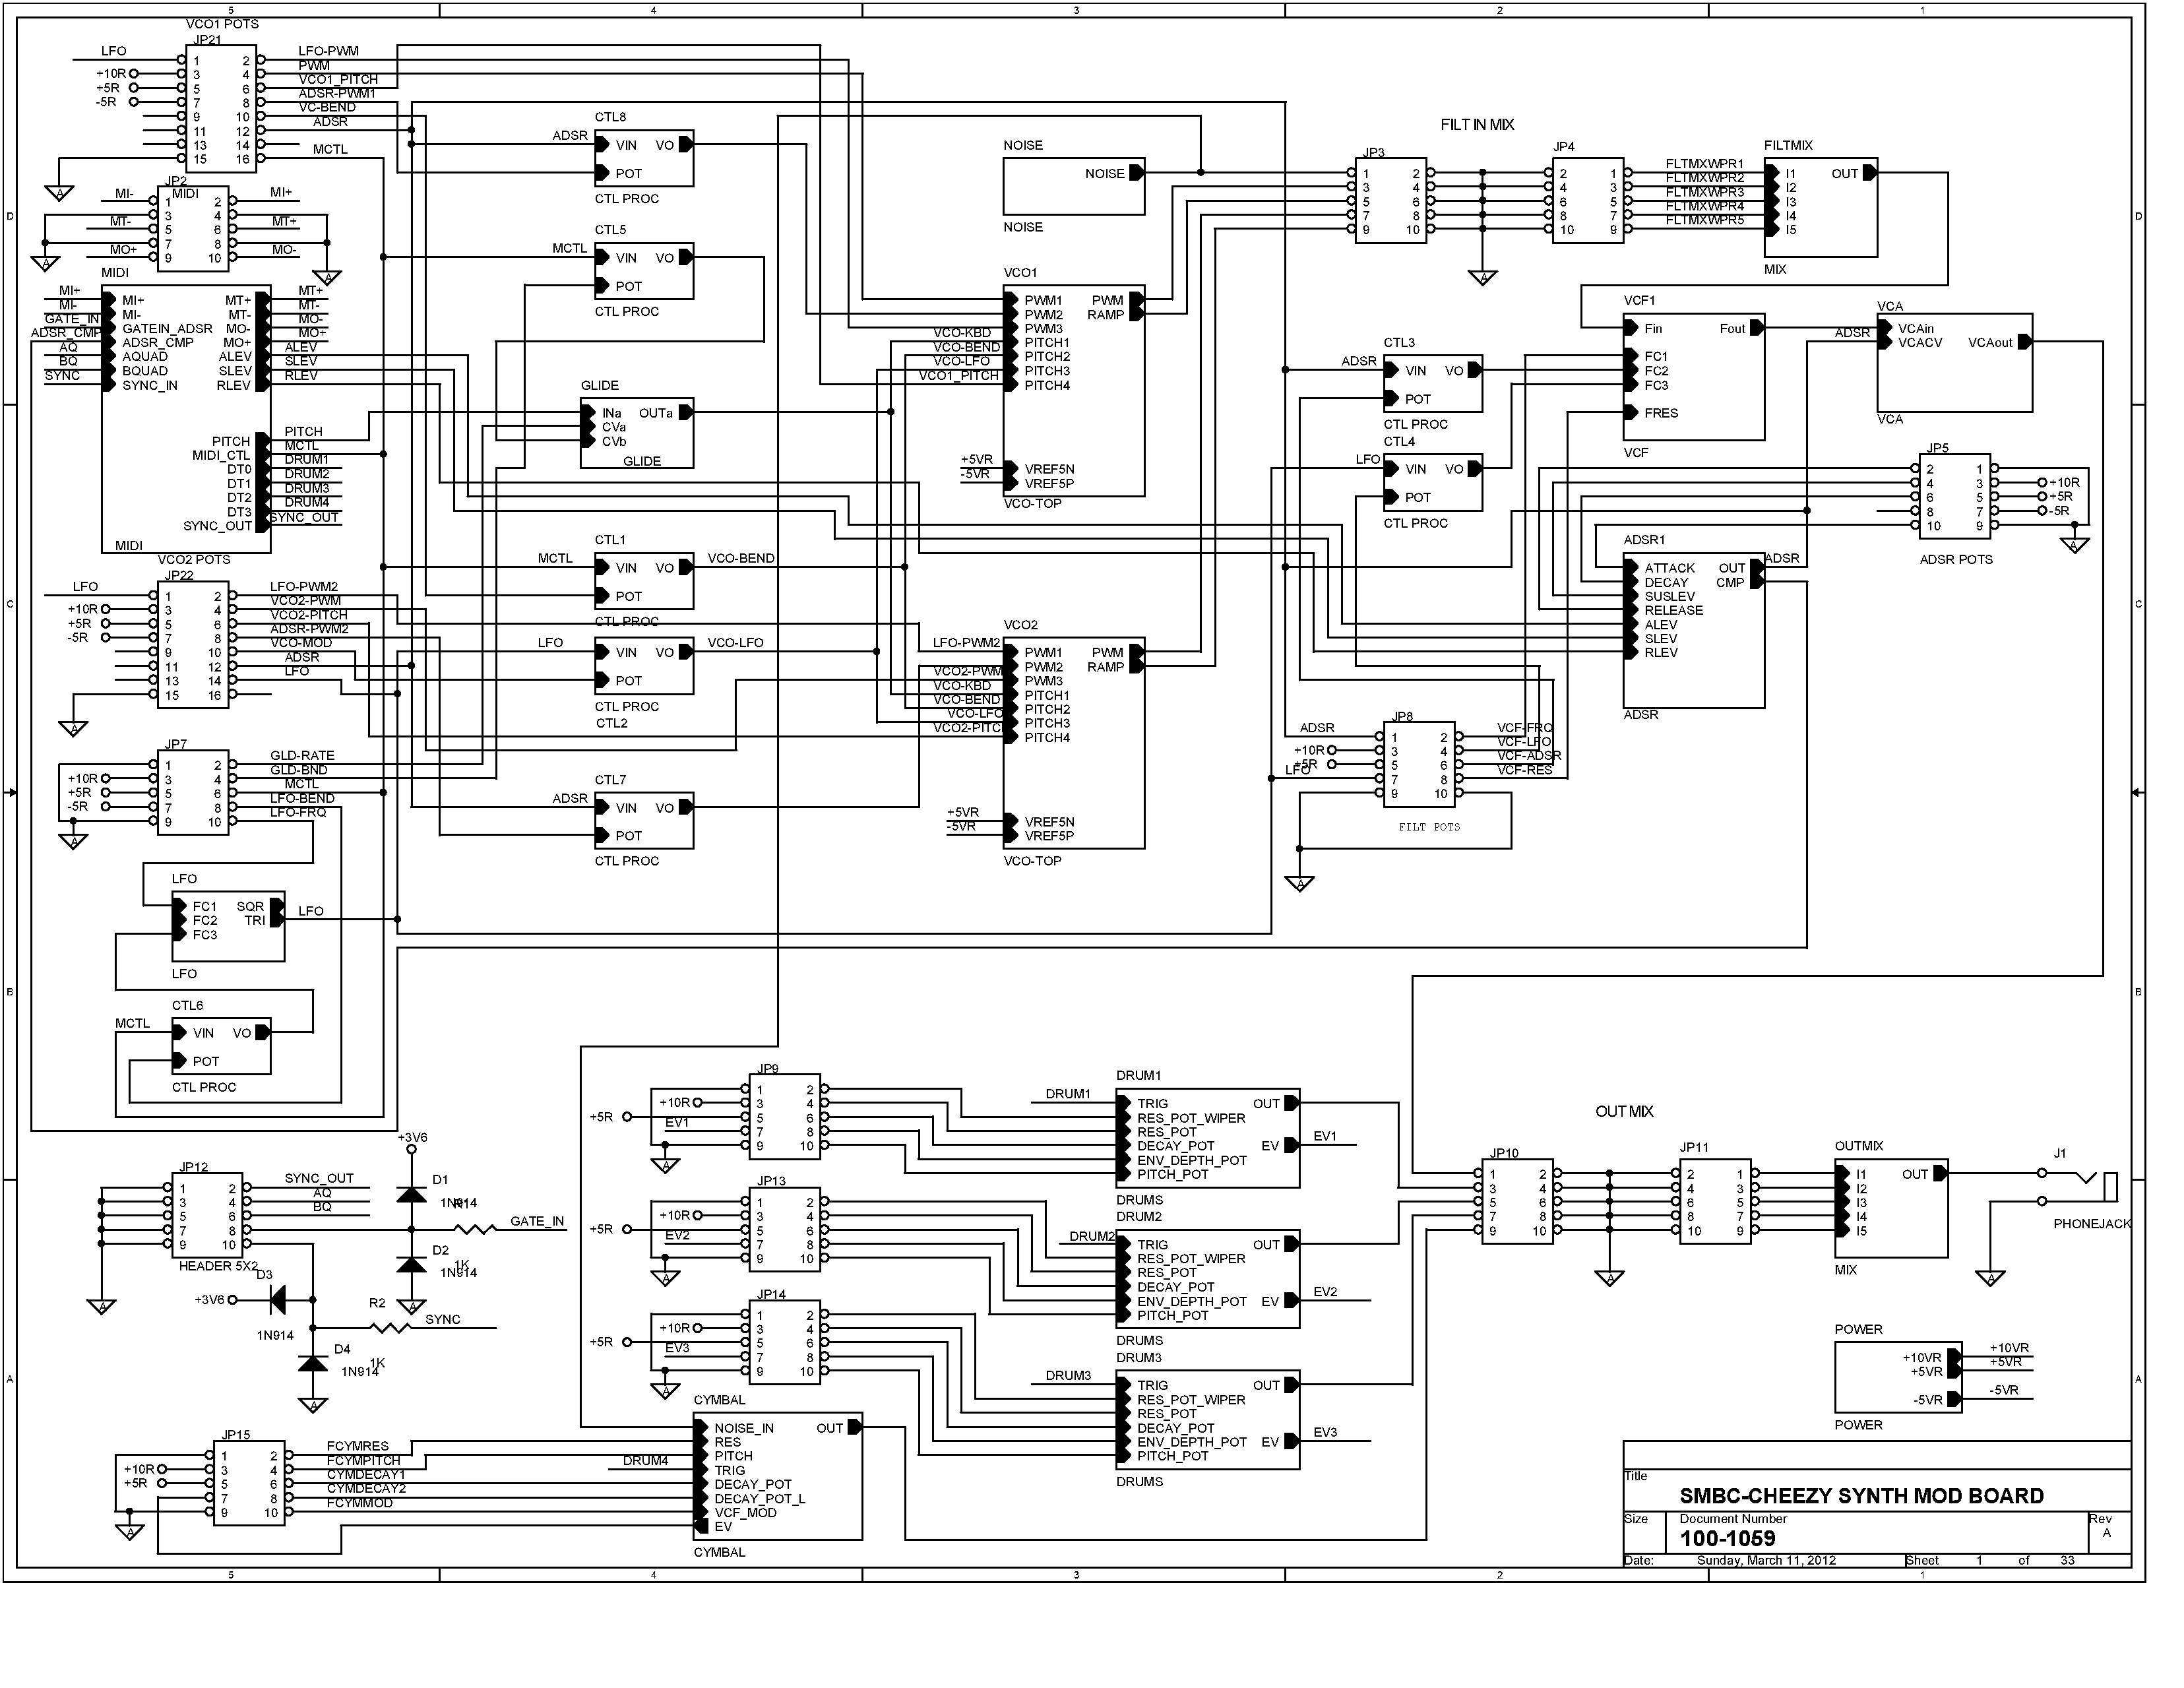 5 4 3 2 1
VCO1 POTS
JP21
LFO 1 2 LFO-PWM
+10R 3 4 PWM
+5R 5 6 VCO1_PITCH
-5R 7 8 ADSR-PWM1
9 10 VC-BEND
11 12 ADSR
13 14
15 16 MCTL
A
JP2
MIDI
MI- 1 2 MI+
3 4
MT- 5 6 MT+
7 8
MO+ 9 10 MO-
A A
MIDI
MI+ MI+ MT+ MT+
MI- MI- MT- MT-
GATE_IN GATEIN_ADSR MO- MO-
ADSR_CMP ADSR_CMP MO+ MO+
AQ AQUAD ALEV ALEV
BQ BQUAD SLEV SLEV
SYNC SYNC_IN RLEV RLEV
PITCH PITCH
MIDI_CTL MCTL
DT0 DRUM1
DT1 DRUM2
DT2 DRUM3
DT3 DRUM4
SYNC_OUT SYNC_OUT
MIDI
VCO2 POTS
JP22
LFO 1 2 LFO-PWM2
+10R 3 4 VCO2-PWM
+5R 5 6 VCO2-PITCH
-5R 7 8 ADSR-PWM2
9 10 VCO-MOD
11 12 ADSR
13 14 LFO
15 16
A
JP7
1 2 GLD-RATE
+10R 3 4 GLD-BND
+5R 5 6 MCTL
-5R 7 8 LFO-BEND
9 10 LFO-FRQ
A
LFO
FC1 SQR
FC2 TRI LFO
FC3
LFO
CTL6
MCTL VIN VO
POT
CTL PROC
CTL8
ADSR VIN VO
POT
CTL PROC
CTL5
MCTL VIN VO
POT
CTL PROC
GLIDE
INa OUTa
CVa
CVb
GLIDE
CTL1
MCTL VIN VO VCO-BEND
POT
CTL PROC
LFO VIN VO VCO-LFO
POT
CTL PROC
CTL2
CTL7
ADSR VIN VO
POT
CTL PROC
NOISE
NOISE
NOISE
VCO1
PWM1 PWM
PWM2 RAMP
PWM3
VCO-KBD PITCH1
VCO-BEND PITCH2
VCO-LFO PITCH3
VCO1_PITCH PITCH4
+5VR VREF5N
-5VR VREF5P
VCO-TOP
VCO2
LFO-PWM2 PWM1 PWM
PWM2 RAMP
VCO2-PWM PWM3
VCO-KBD PITCH1
VCO-BEND PITCH2
VCO-LFO PITCH3
VCO2-PITCH PITCH4
+5VR VREF5N
-5VR VREF5P
VCO-TOP
FILT IN MIX
JP3 JP4
1 2 2 1 FLTMXWPR1
3 4 4 3 FLTMXWPR2
5 6 6 5 FLTMXWPR3
7 8 8 7 FLTMXWPR4
9 10 10 9 FLTMXWPR5
A
FILTMIX
I1 OUT
I2
I3
I4
I5
MIX
CTL3
ADSR VIN VO
POT
CTL PROC
CTL4
LFO VIN VO
POT
CTL PROC
VCF1
Fin Fout
FC1
FC2
FC3
FRES
VCF
VCA
VCAin
ADSR VCACV VCAout
VCA
JP5
2 1
4 3 +10R
6 5 +5R
8 7 -5R
10 9
A
ADSR POTS
ADSR1
ATTACK OUT ADSR
DECAY CMP
SUSLEV
RELEASE
ALEV
SLEV
RLEV
ADSR
JP8
ADSR 1 2 VCF-FRQ
+10R 3 4 VCF-LFO
+5R 5 6 VCF-ADSR
LFO 7 8 VCF-RES
9 10
FILT POTS
A
JP9
1 2
+10R 3 4
+5R 5 6
EV1 7 8
9 10
A
DRUM1
DRUM1 TRIG OUT
RES_POT_WIPER
RES_POT
DECAY_POT EV EV1
ENV_DEPTH_POT
PITCH_POT
DRUMS
JP13
1 2
+10R 3 4
+5R 5 6
EV2 7 8
9 10
A
DRUM2
DRUM2 TRIG OUT
RES_POT_WIPER
RES_POT
DECAY_POT
ENV_DEPTH_POT EV EV2
PITCH_POT
DRUMS
JP14
1 2
+10R 3 4
+5R 5 6
EV3 7 8
9 10
A
DRUM3
DRUM3 TRIG OUT
RES_POT_WIPER
RES_POT
DECAY_POT
ENV_DEPTH_POT EV EV3
PITCH_POT
DRUMS
OUT MIX
JP10 JP11
1 2 2 1
3 4 4 3
5 6 6 5
7 8 8 7
9 10 10 9
A
OUTMIX
I1 OUT
I2
I3
I4
I5
MIX
J1
PHONEJACK
A
JP12
1 2 SYNC_OUT
3 4 AQ
5 6 BQ
7 8
9 10
HEADER 5X2
A
+3V6
D1
1N914
R1
GATE_IN
D2
1K
1N914
A
D3
+3V6
1N914
R2
SYNC
D4
1K
1N914
A
JP15
1 2 FCYMRES
+10R 3 4 FCYMPITCH
+5R 5 6 CYMDECAY1
7 8 CYMDECAY2
9 10 FCYMMOD
A
CYMBAL
NOISE_IN OUT
RES
PITCH
DRUM4 TRIG
DECAY_POT
DECAY_POT_L
VCF_MOD
EV
CYMBAL
POWER
+10VR +10VR
+5VR +5VR
-5VR -5VR
POWER
Title
SMBC-CHEEZY SYNTH MOD BOARD
Size Document Number Rev
100-1059 A
Date: Sunday, March 11, 2012 Sheet 1 of 33
5 4 3 2 1
D C B A
D C B A